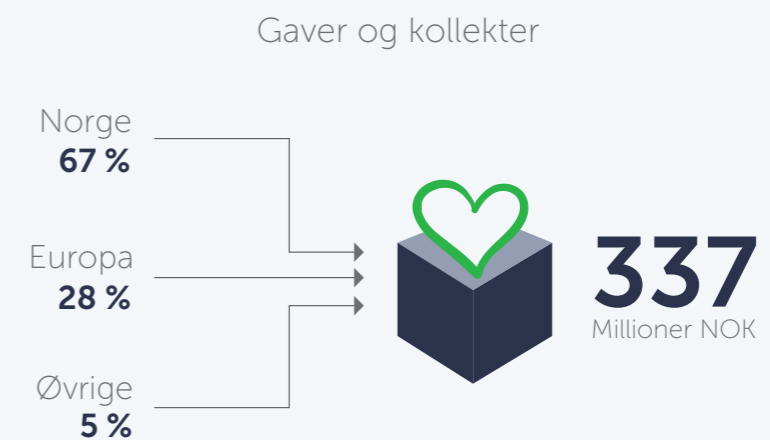 Gaver og kollekter
Norge
67 %
Europa
28 %
Øvrige
5 %
337
Millioner NOK